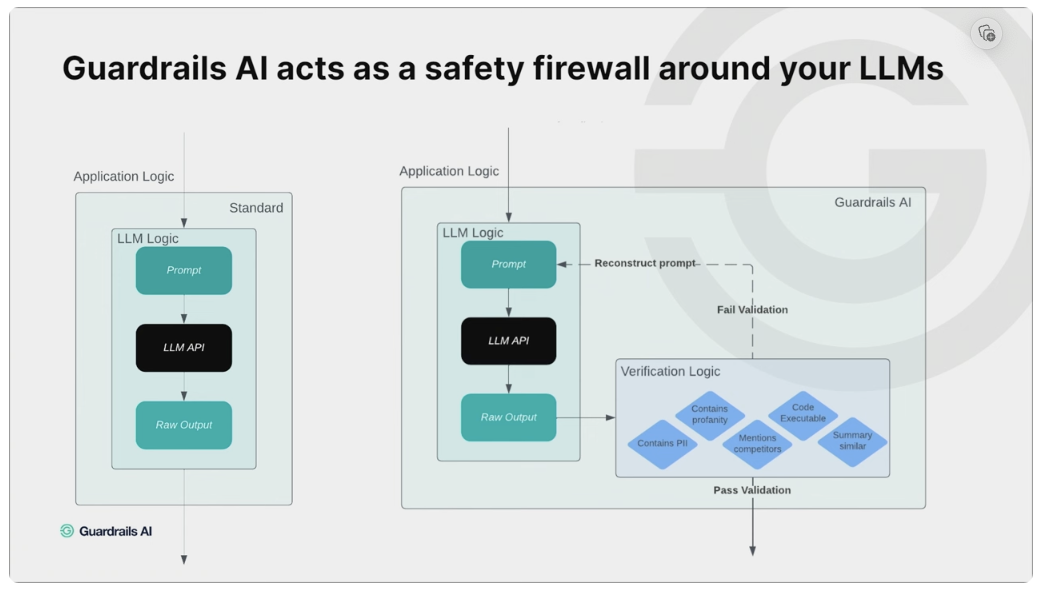 Guardrails AI acts as a safety firewall around your LLMs
Application Logic
Standard
LLM Logic
Prompt
LLM API
Raw Output
Guardrails AI
Application Logic
Guardrails AI
LLM Logic
Prompt
Reconstruct prompt
Fail Validation
LLM API
Raw Output
Verification Logic
Contains PII
Contains
profanity
Mentions
competitors
Code
Executable
Summary
similar
Pass Validation